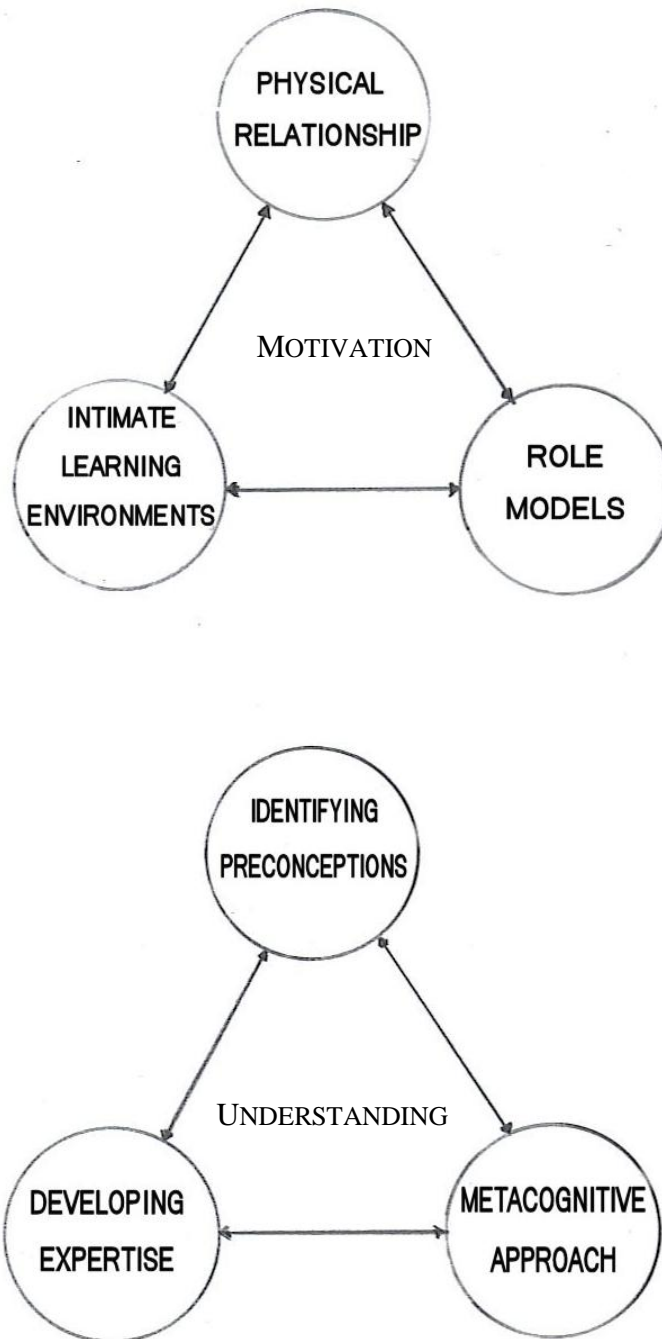 PHYSICAL
RELATIONSHIP
MOTIVATION
INTIMATE
LEARNING
ENVIRONMENTS
ROLE
MODELS
IDENTIFYING
PRECONCEPTIONS
UNDERSTANDING
DEVELOPING
EXPERTISE
METACOGNITIVE
APPROACH